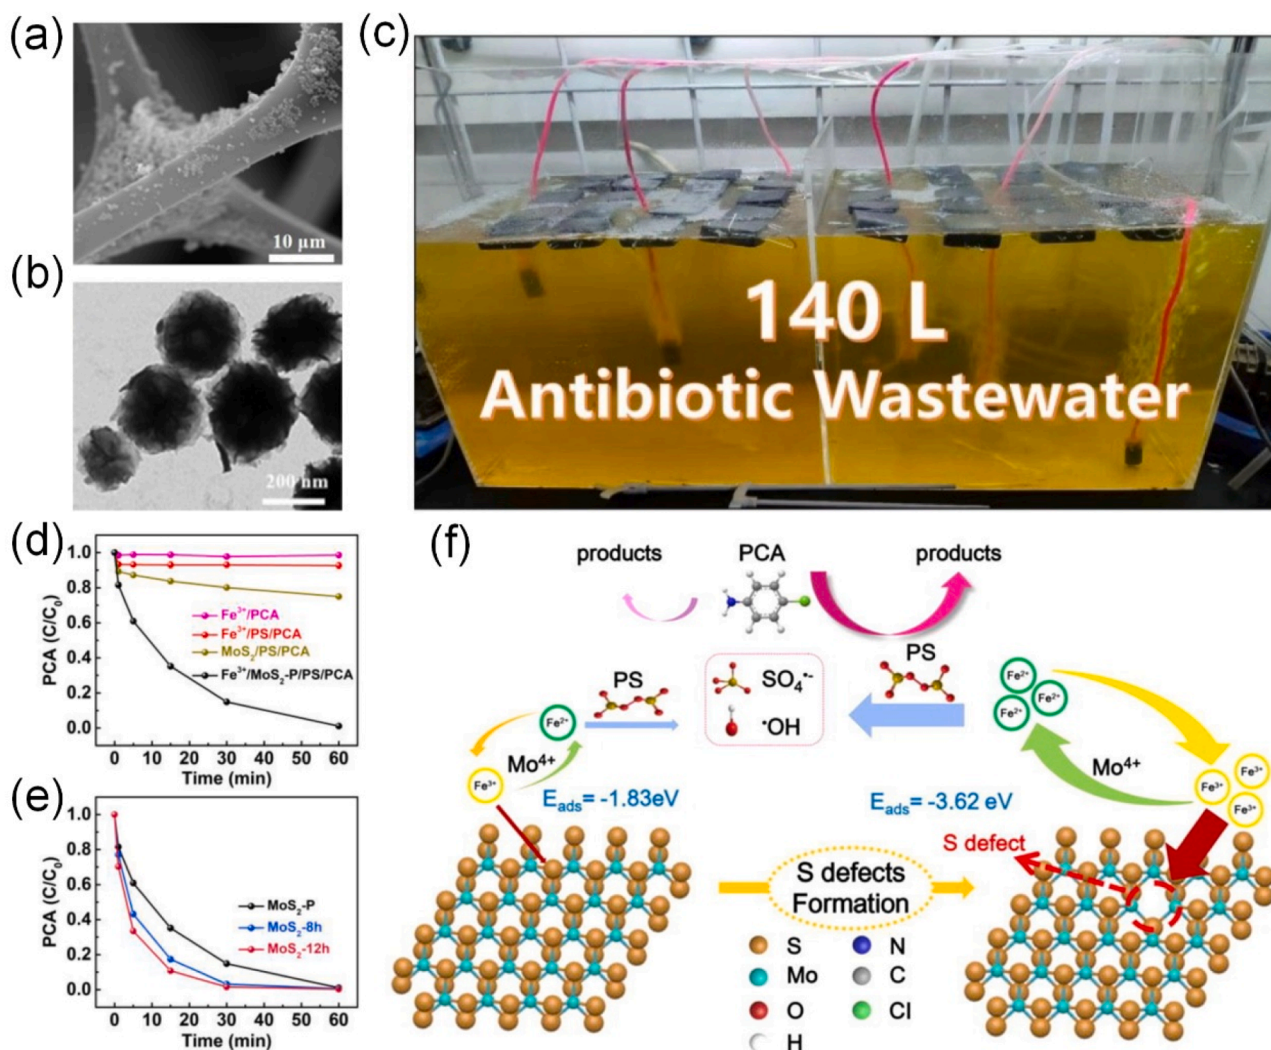 (a)
10 μm
(b)
200 nm
(c)
140 L
Antibiotic Wastewater
(d)
PCA (C/C₀)
1.0
0.8
0.6
0.4
0.2
0.0
Fe³⁺/PCA
Fe³⁺/PS/PCA
MoS₂/PS/PCA
Fe³⁺/MoS₂-P/PS/PCA
0 10 20 30 40 50 60
Time (min)
(e)
PCA (C/C₀)
1.0
0.8
0.6
0.4
0.2
0.0
MoS₂-P
MoS₂-8h
MoS₂-12h
0 10 20 30 40 50 60
Time (min)
(f)
products
PCA
products
PS
SO₄•-
•OH
PS
Fe²⁺
Mo⁴⁺
Fe³⁺
Fe²⁺
Fe²⁺
Fe²⁺
Mo⁴⁺
Fe³⁺
Fe³⁺
Fe³⁺
Eads= -1.83eV
Eads= -3.62 eV
S defect
S defects
Formation
S
N
Mo
C
O
Cl
H